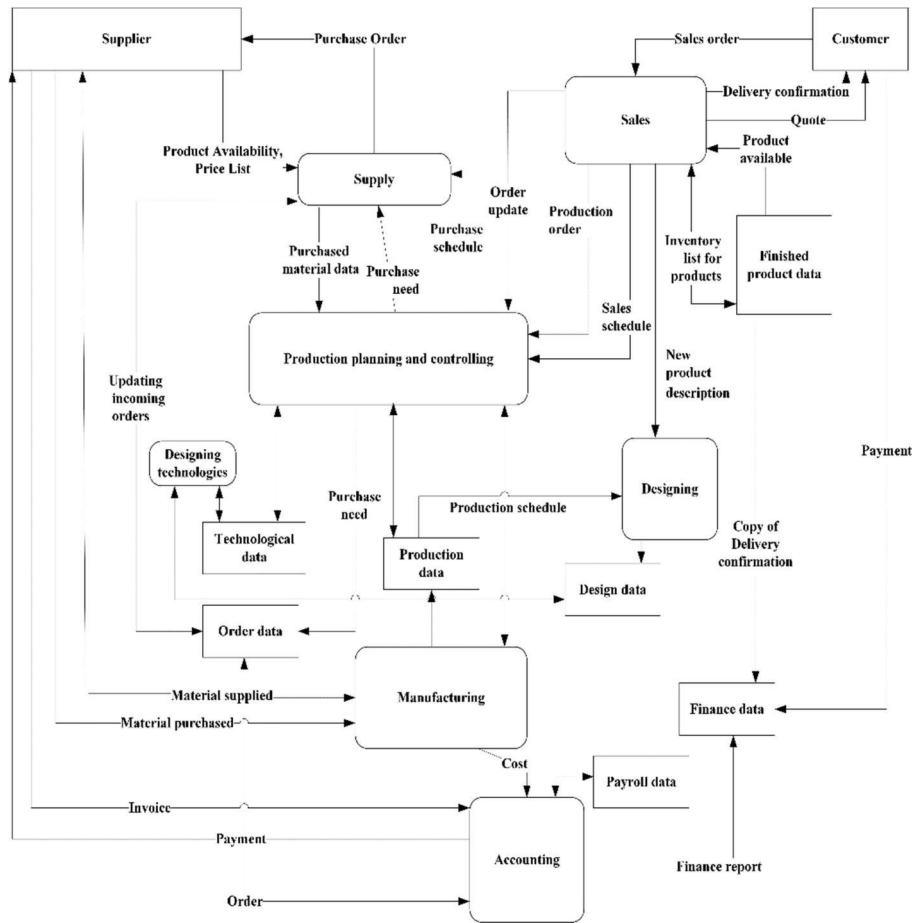 Supplier
Purchase Order
Sales order
Customer
Delivery confirmation
Sales
Quote
Product
available
Product Availability,
Price List
Supply
Order
update
Production
order
Purchase
schedule
Inventory
list for
products
Finished
product data
Purchased
material data
Purchase
need
Sales
schedule
Production planning and controlling
New
product
description
Updating
incoming
orders
Payment
Designing
technologies
Designing
Purchase
need
Production schedule
Technological
data
Production
data
Copy of
Delivery
confirmation
Design data
Order data
Material supplied
Manufacturing
Material purchased
Finance data
Cost
Payroll data
Invoice
Payment
Accounting
Finance report
Order